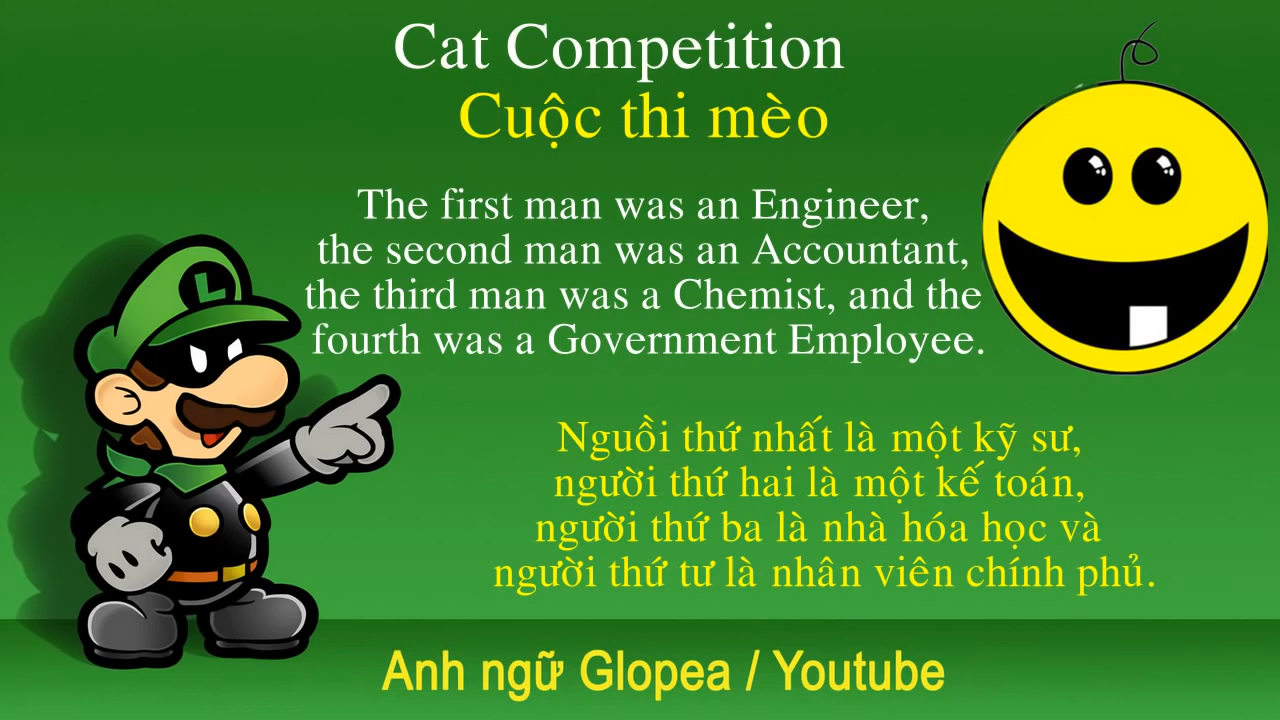 Cat Competition
Cuộc thi mèo
The first man was an Engineer,
the second man was an Accountant,
the third man was a Chemist, and the
fourth was a Government Employee.
Nguồi thứ nhất là một kỹ sư,
người thứ hai là một kế toán,
người thứ ba là nhà hóa học và
người thứ tư là nhân viên chính phủ.
L
Anh ngữ Glopea / Youtube